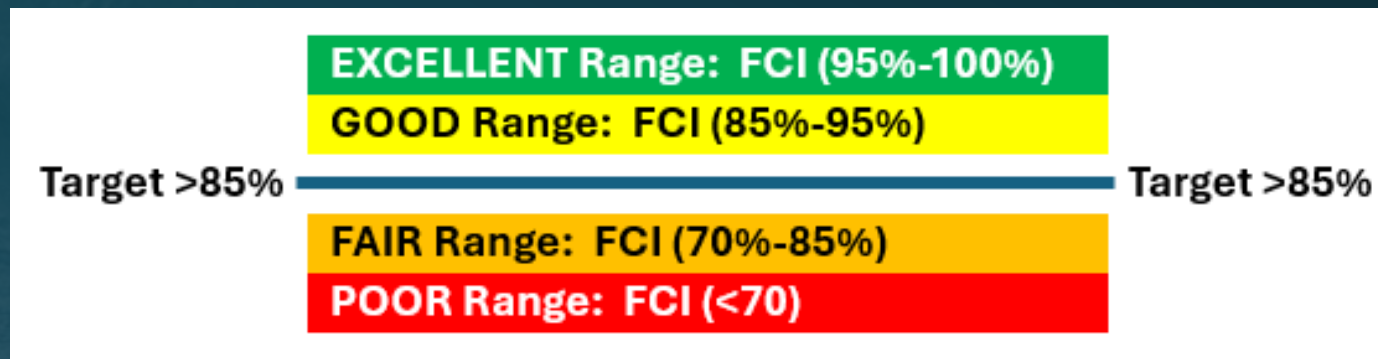 EXCELLENT Range: FCI (95%-100%)
GOOD Range: FCI (85%-95%)
Target >85% Target >85%
FAIR Range: FCI (70%-85%)
POOR Range: FCI (<70)